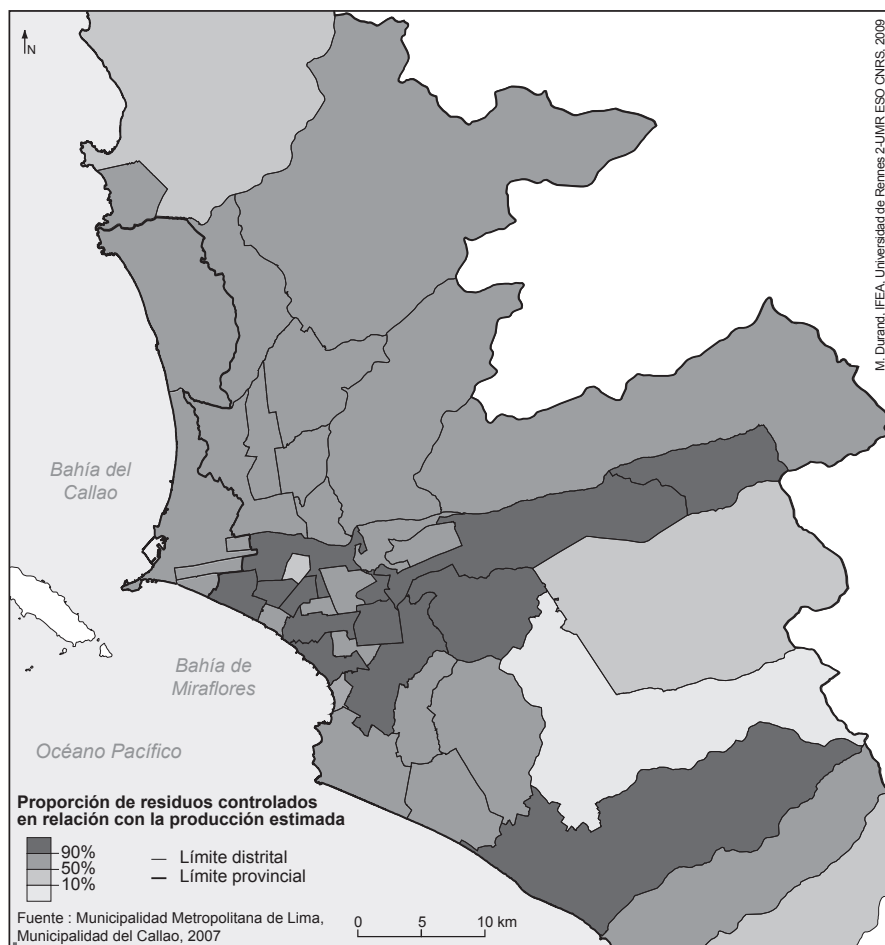 N
M. Durand, IFEA, Universidad de Rennes 2-UMR ESO CNRS, 2009
Bahía del
Callao
Bahía de
Miraflores
Océano Pacífico
Proporción de residuos controlados
en relación con la producción estimada
90%
50%
10%
Límite distrital
Límite provincial
Fuente : Municipalidad Metropolitana de Lima,
Municipalidad del Callao, 2007
0 5 10 km